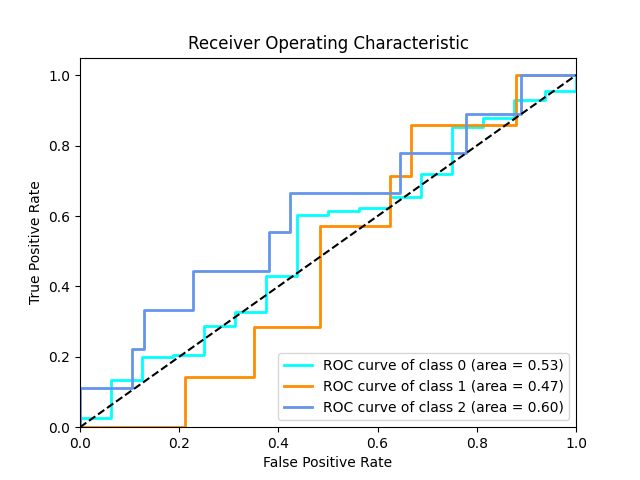 Receiver Operating Characteristic
1.0
0.8
0.6
0.4
0.2
0.0
True Positive Rate
ROC curve of class 0 (area = 0.53)
ROC curve of class 1 (area = 0.47)
ROC curve of class 2 (area = 0.60)
0.0 0.2 0.4 0.6 0.8 1.0
False Positive Rate